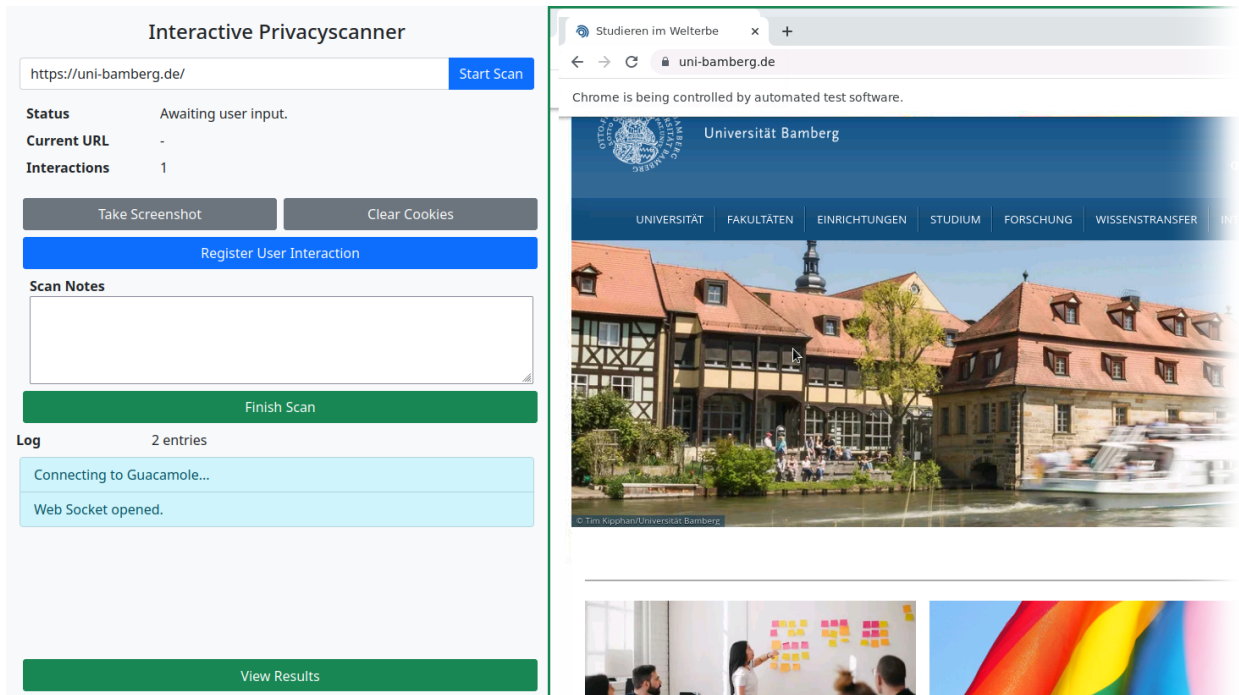 Interactive Privacyscanner
https://uni-bamberg.de/
Start Scan
Status Awaiting user input.
Current URL -
Interactions 1
Take Screenshot
Clear Cookies
Register User Interaction
Scan Notes
Finish Scan
Log 2 entries
Connecting to Guacamole...
Web Socket opened.
View Results
Studieren im Welterbe
uni-bamberg.de
Chrome is being controlled by automated test software.
Universität Bamberg
UNIVERSITÄT FAKULTÄTEN EINRICHTUNGEN STUDIUM FORSCHUNG WISSENSTRANSFER
© Tim Kipphan/Universität Bamberg